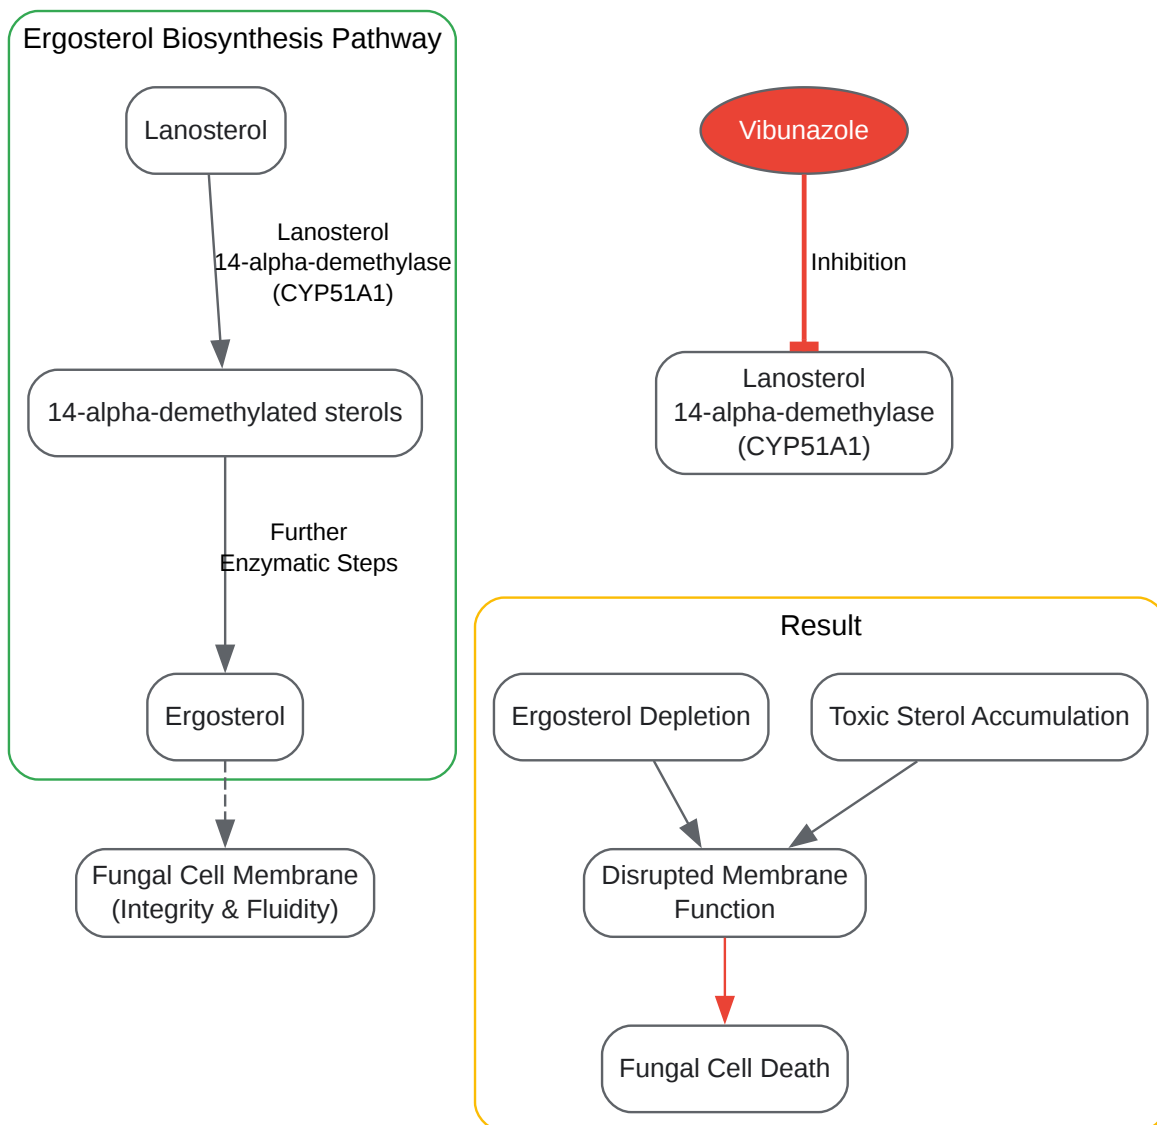 Ergosterol Biosynthesis Pathway
Lanosterol
Lanosterol
14-alpha-demethylase
(CYP51A1)
14-alpha-demethylated sterols
Further
Enzymatic Steps
Ergosterol
Fungal Cell Membrane
(Integrity & Fluidity)
Vibunazole
Inhibition
Lanosterol
14-alpha-demethylase
(CYP51A1)
Result
Ergosterol Depletion
Toxic Sterol Accumulation
Disrupted Membrane
Function
Fungal Cell Death